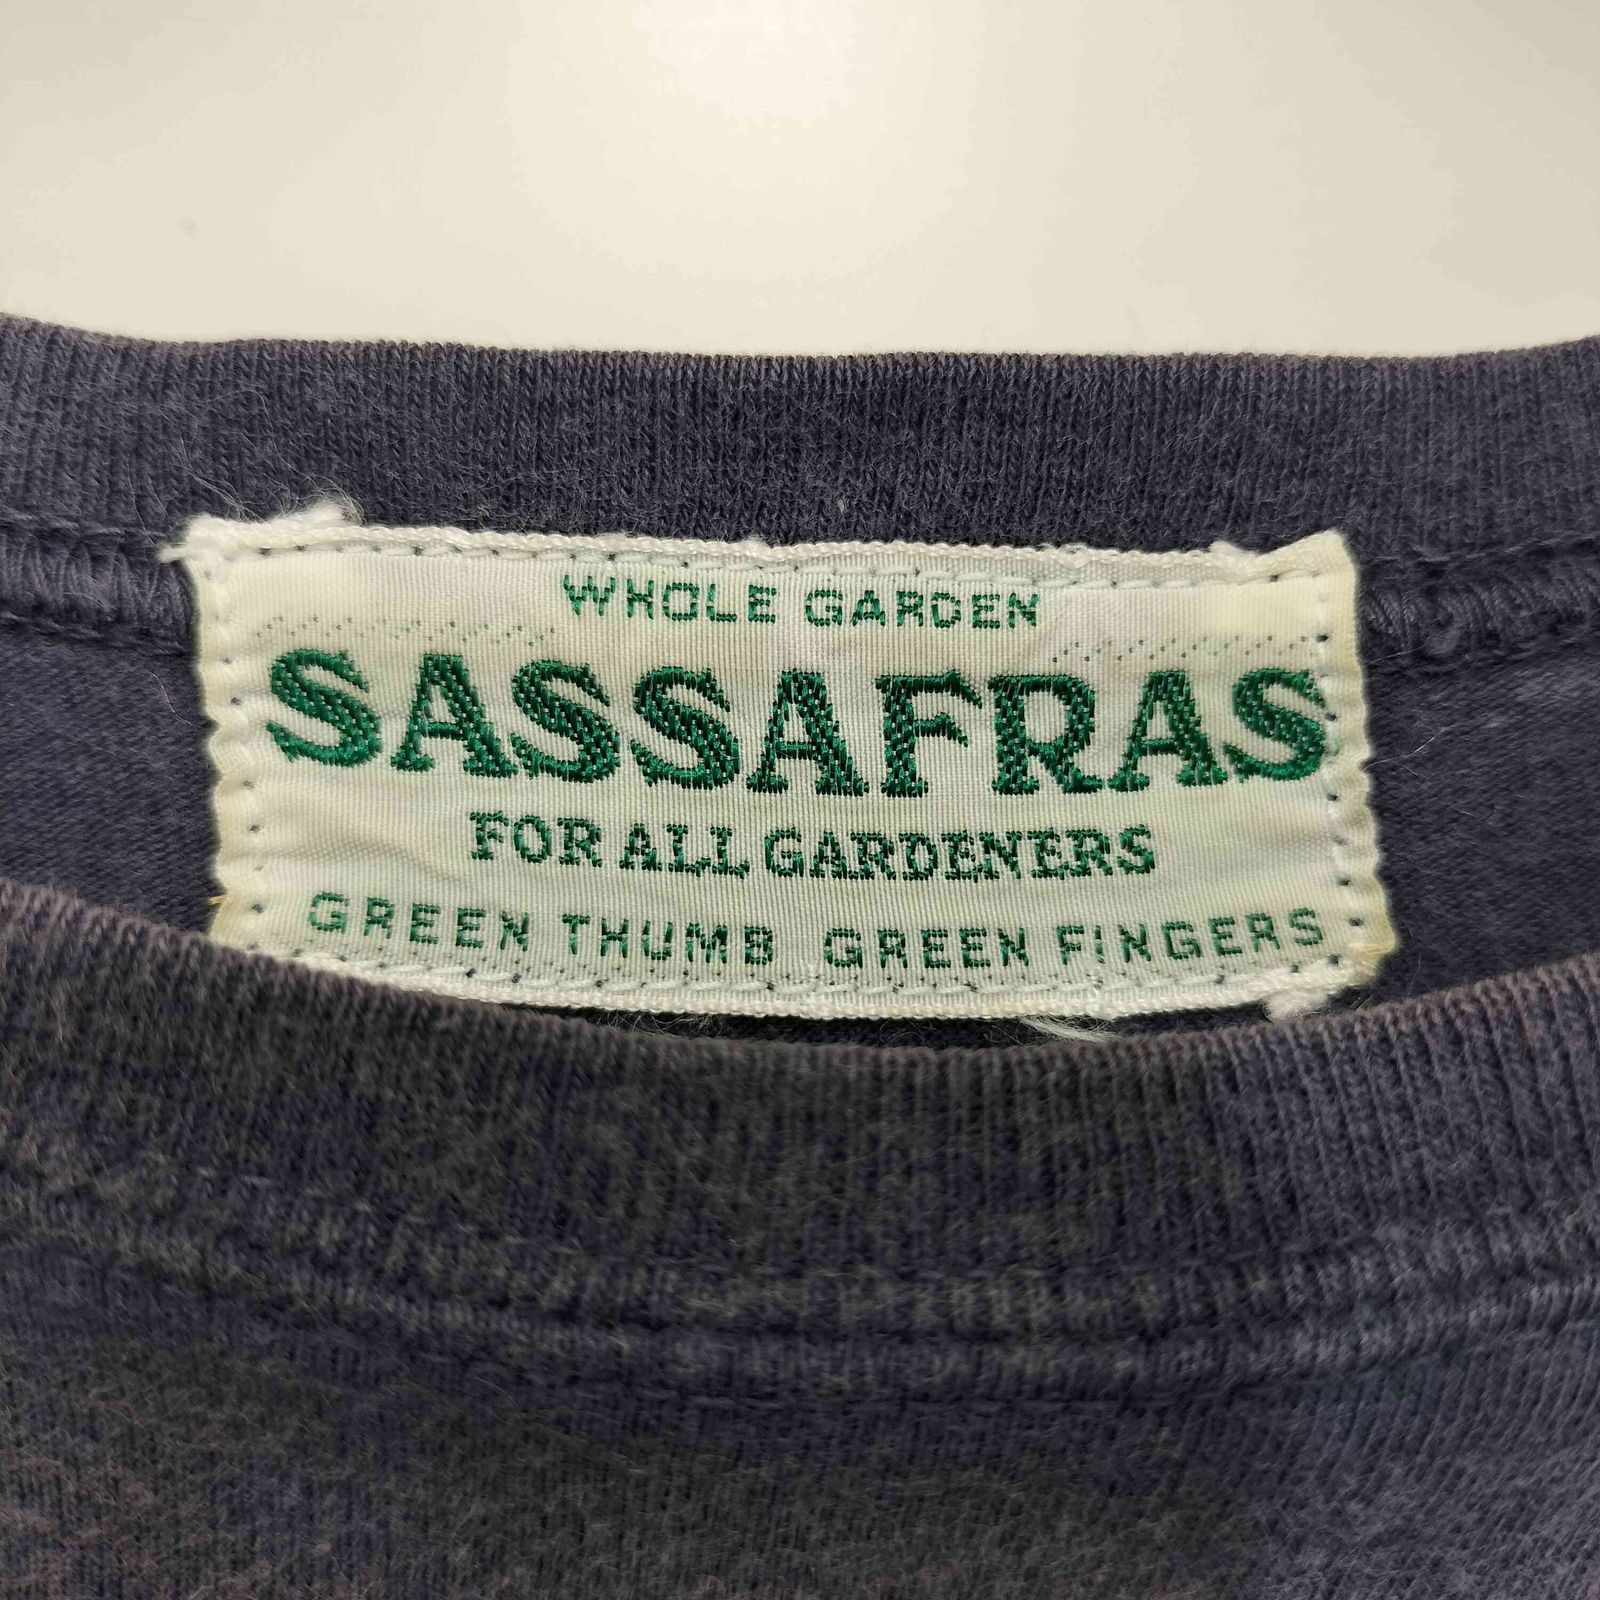 WHOLE GARDEN
SASSAFRAS
FOR ALL GARDENERS
GREEN THUMB GREEN FINGERS